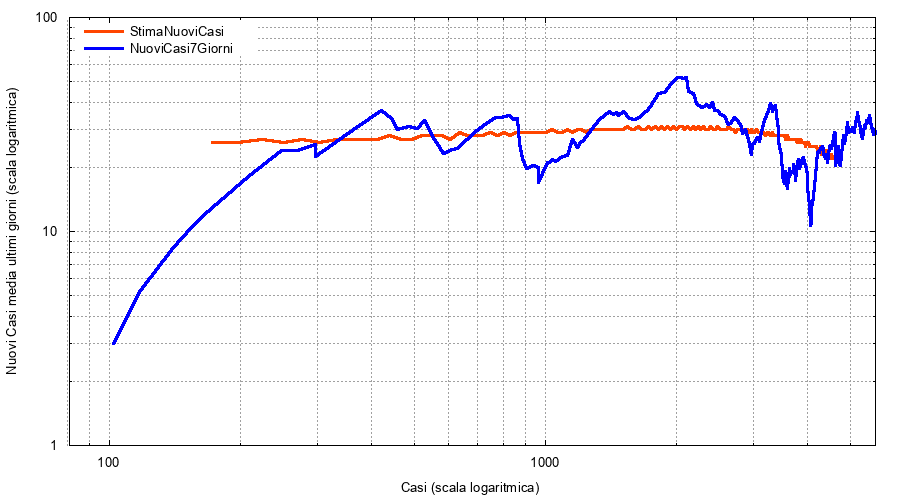 100
StimaNuoviCasi
NuoviCasi7Giorni
Nuovi Casi media ultimi giorni (scala logaritmica)
10
1
100
1000
Casi (scala logaritmica)